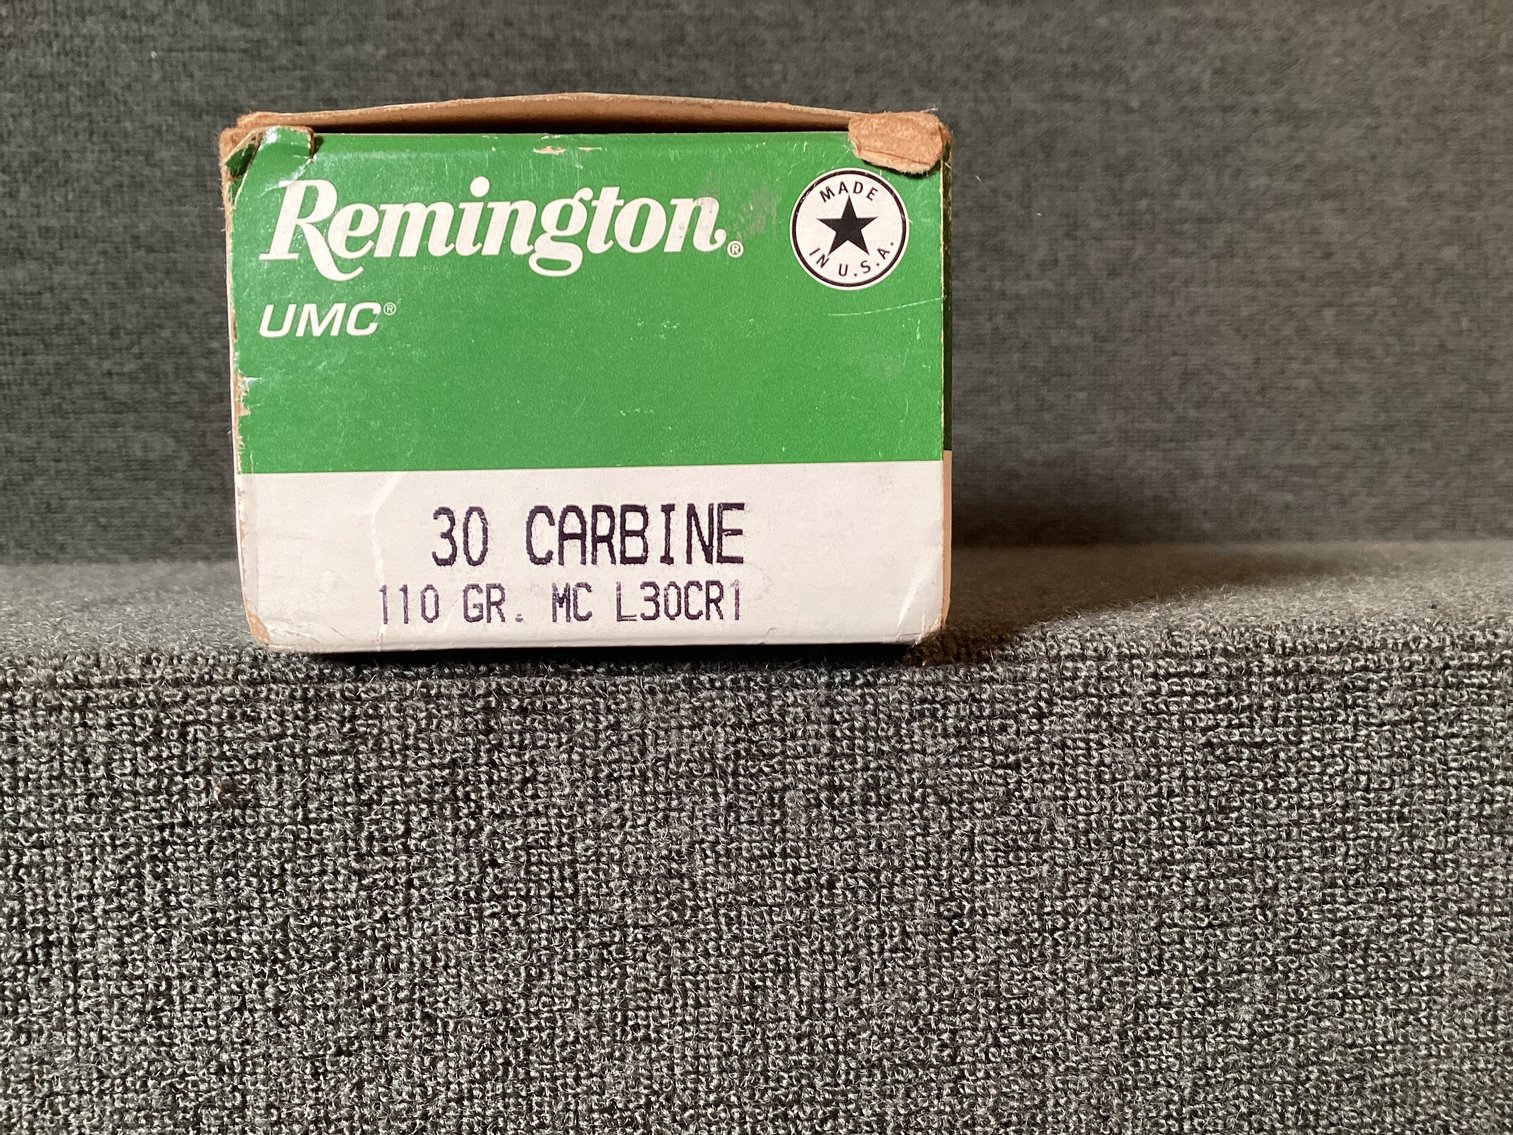 Remington®
MADE
IN U.S.A.
UMC®
30 CARBINE
110 GR. MC L30CR1